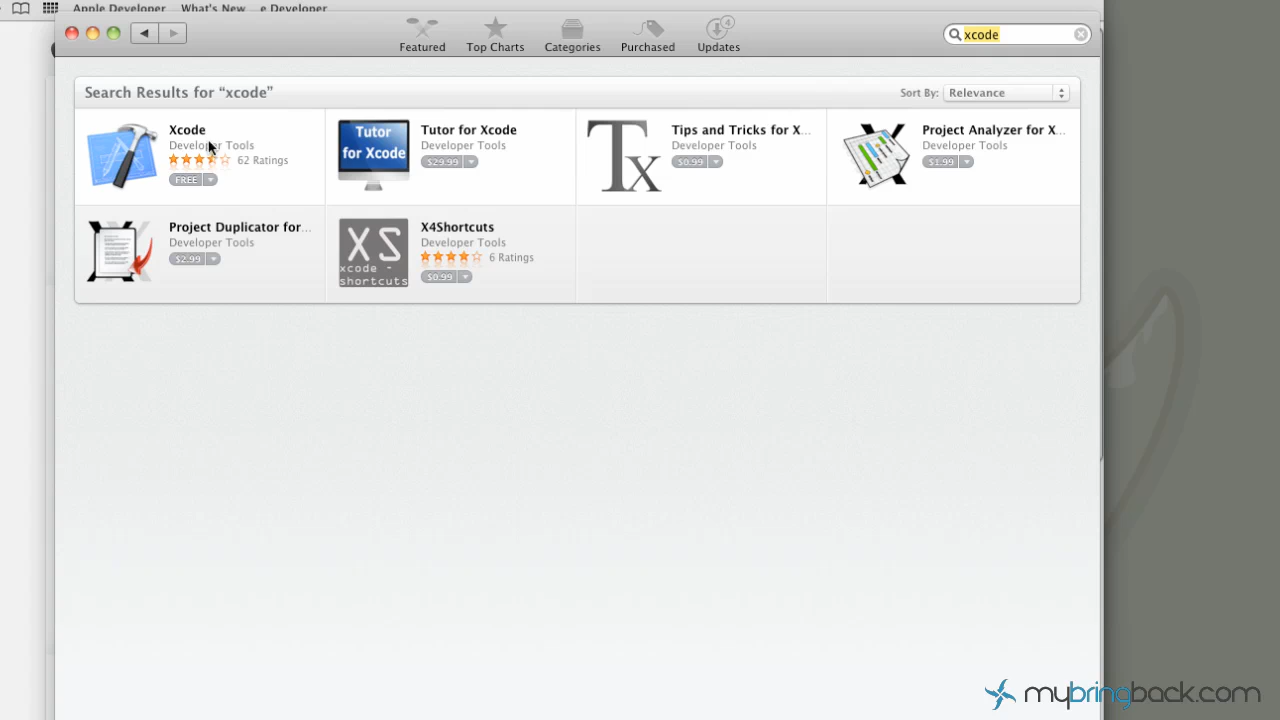 Apple Developer What's New e Developer
Featured Top Charts Categories Purchased Updates
4
xcode
Search Results for “xcode”
Sort By: Relevance
Xcode
Developer Tools
62 Ratings
FREE
Tutor for Xcode
Tutor for Xcode
Developer Tools
$29.99
Tx
Tips and Tricks for X...
Developer Tools
$0.99
Project Analyzer for X...
Developer Tools
$1.99
Project Duplicator for...
Developer Tools
$2.99
XS
xcode -
shortcuts
X4Shortcuts
Developer Tools
6 Ratings
$0.99
mybringback.com